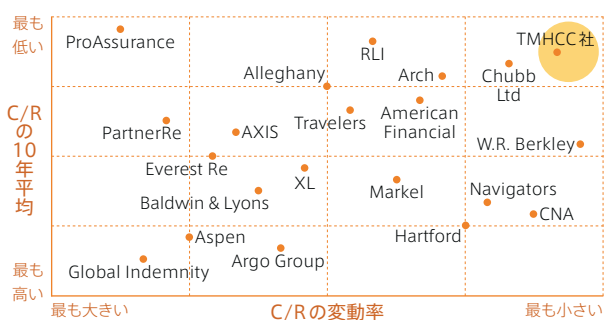 最も
低い
ProAssurance
RLI
TMHCC社
Alleghany
Arch
Chubb
Ltd
C/R
の
10
年
平
均
PartnerRe
AXIS
Travelers
American
Financial
W.R. Berkley
Everest Re
XL
Baldwin & Lyons
Markel
Navigators
CNA
Aspen
Hartford
Global Indemnity
Argo Group
最も
高い
最も大きい
C/Rの変動率
最も小さい